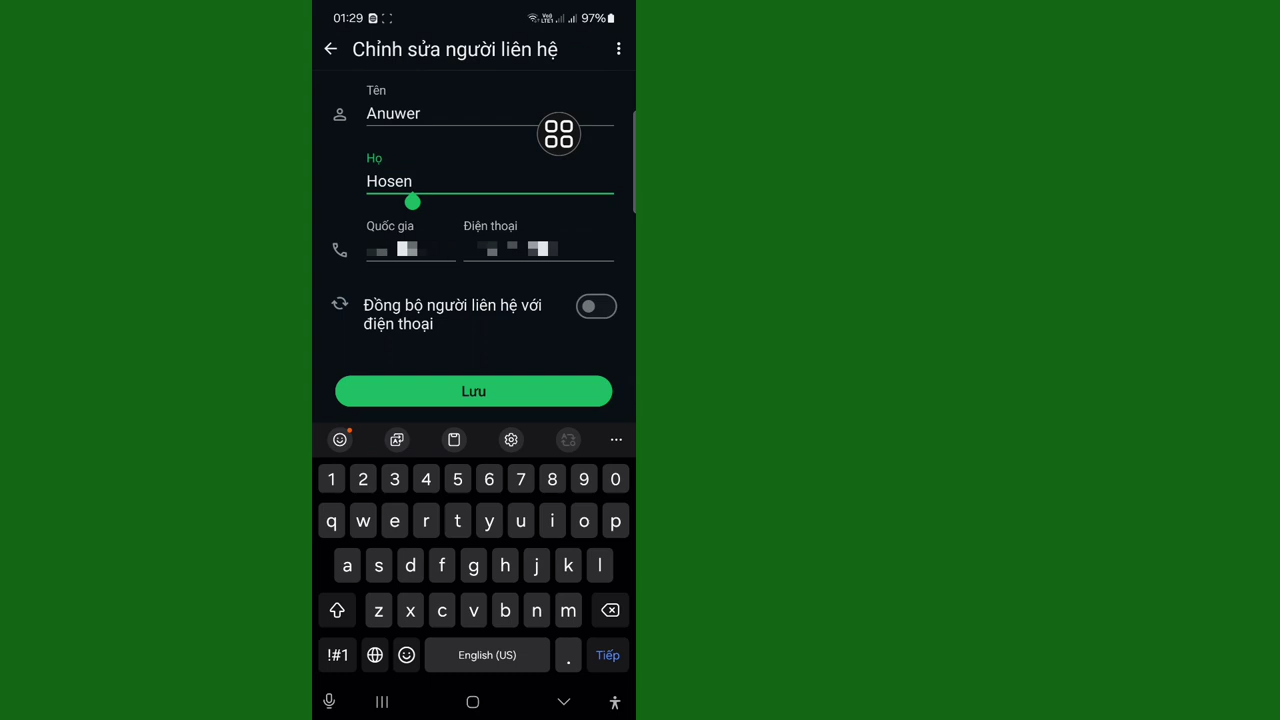 01:29 Vo) LTE1 97%
Chỉnh sửa người liên hệ
Tên
Anuwer
Họ
Hosen
Quốc gia Điện thoại
Đồng bộ người liên hệ với
điện thoại
Lưu
1 2 3 4 5 6 7 8 9 0
q w e r t y u i o p
a s d f g h j k l
z x c v b n m
!#1 English (US) . Tiếp